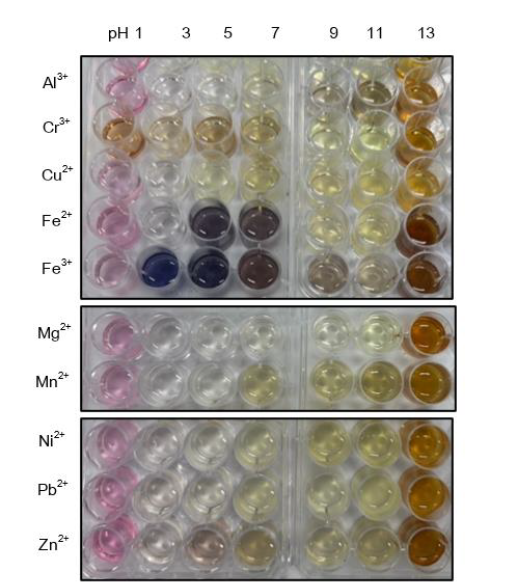 pH 1 3 5 7 9 11 13
Al³⁺
Cr³⁺
Cu²⁺
Fe²⁺
Fe³⁺
Mg²⁺
Mn²⁺
Ni²⁺
Pb²⁺
Zn²⁺